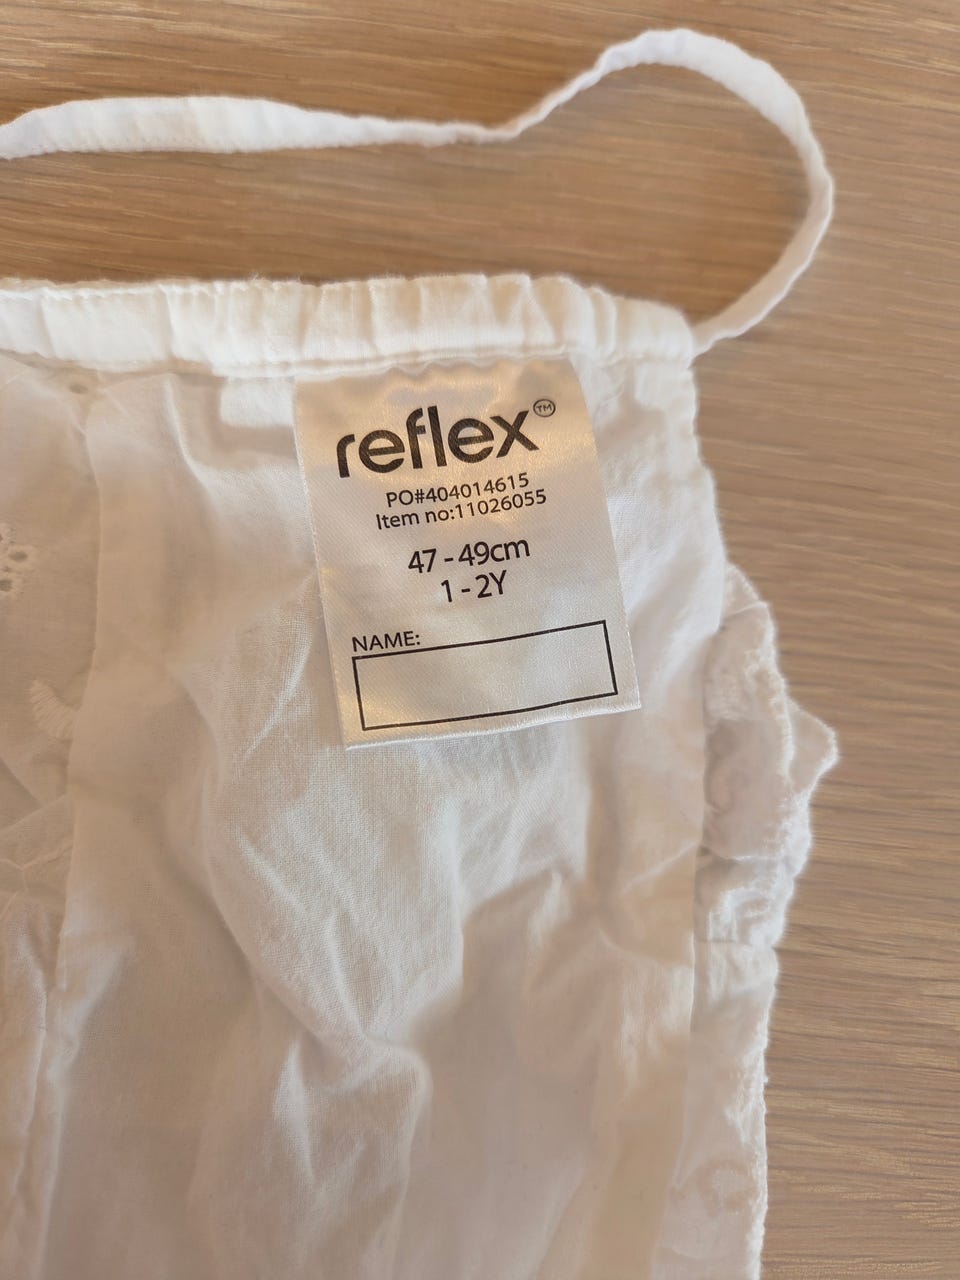 reflex™
PO#404014615
Item no:11026055
47 - 49cm
1 - 2Y
NAME: